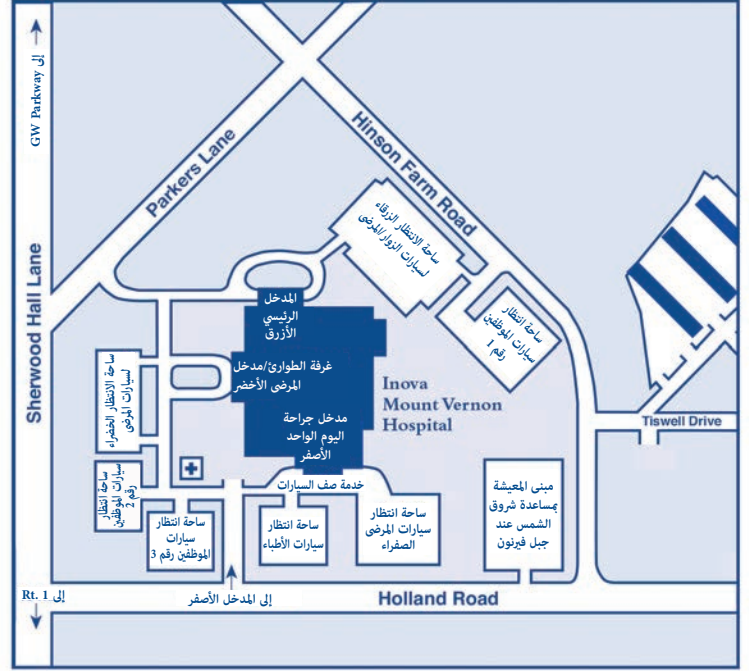 إلى GW Parkway
Parkers Lane
Hinson Farm Road
ساحة الانتظار الزرقاء
لسيارات الزوار/المرضى
ساحة انتظار
سيارات الموظفين
رقم 1
المدخل
الرئيسي
الأزرق
Sherwood Hall Lane
ساحة الانتظار الخضراء
لسيارات المرضى
غرفة الطوارئ/مدخل
المرضى الأخضر
Inova
Mount Vernon
Hospital
مدخل جراحة
اليوم الواحد
الأصفر
Tiswell Drive
ساحة انتظار
سيارات الموظفين
رقم 2
خدمة صف السيارات
ساحة انتظار
سيارات
الموظفين رقم 3
ساحة انتظار
سيارات الأطباء
ساحة انتظار
سيارات المرضى
الصفراء
مبنى المعيشة
بمساعدة شروق
الشمس عند
جبل فيرنون
إلى Rt. 1
إلى المدخل الأصفر
Holland Road